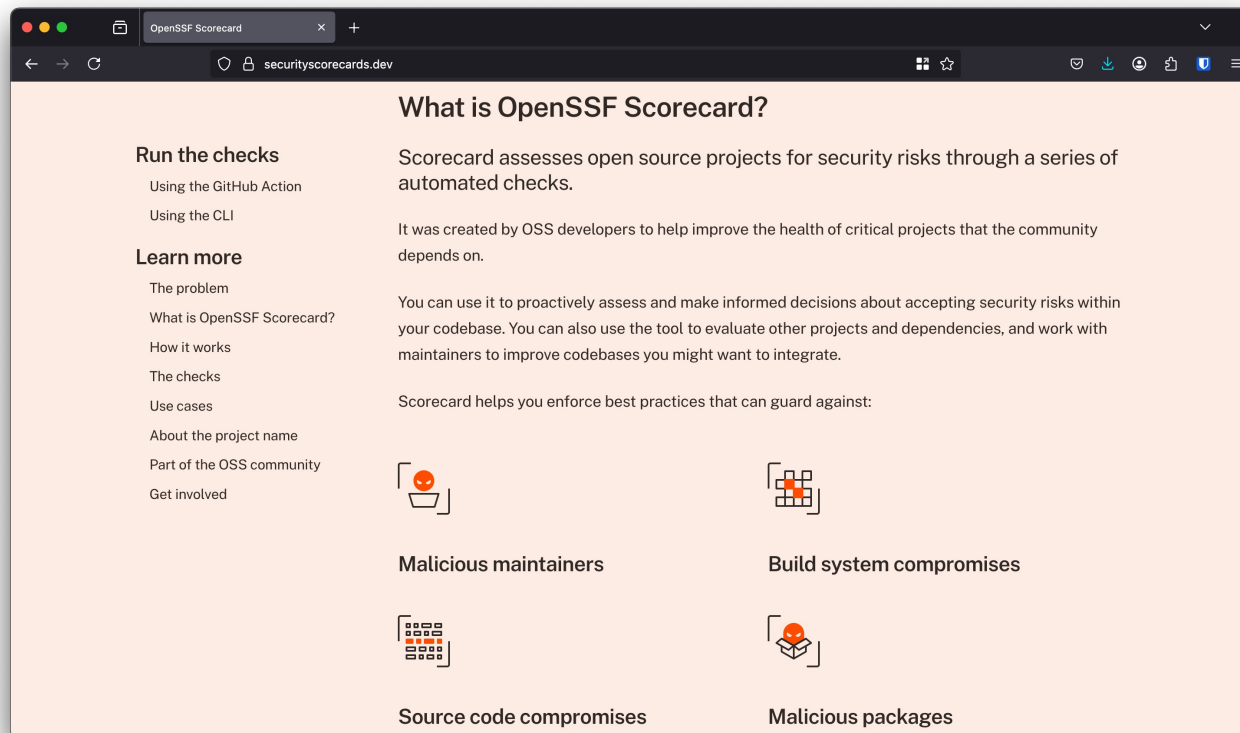 OpenSSF Scorecard
securityscorecards.dev
Run the checks
Using the GitHub Action
Using the CLI
Learn more
The problem
What is OpenSSF Scorecard?
How it works
The checks
Use cases
About the project name
Part of the OSS community
Get involved
What is OpenSSF Scorecard?
Scorecard assesses open source projects for security risks through a series of
automated checks.
It was created by OSS developers to help improve the health of critical projects that the community
depends on.
You can use it to proactively assess and make informed decisions about accepting security risks within
your codebase. You can also use the tool to evaluate other projects and dependencies, and work with
maintainers to improve codebases you might want to integrate.
Scorecard helps you enforce best practices that can guard against:
Malicious maintainers
Build system compromises
Source code compromises
Malicious packages